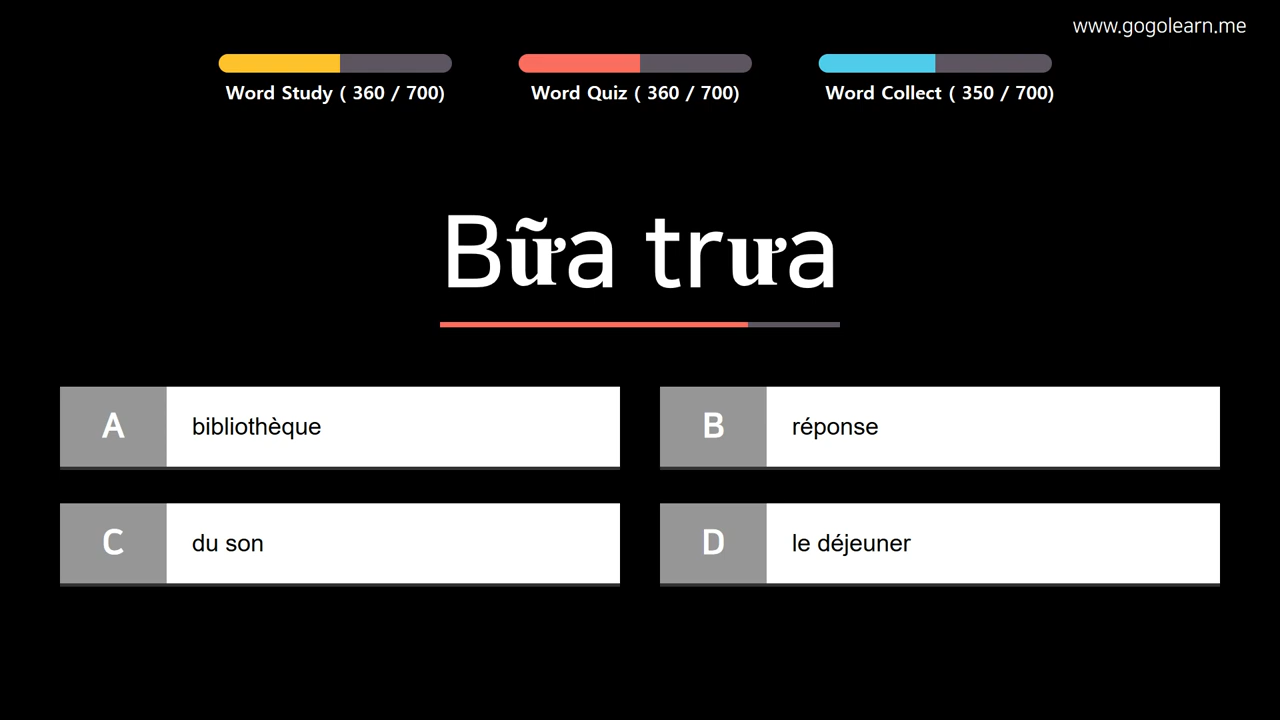 www.gogolearn.me
Word Study ( 360 / 700)
Word Quiz ( 360 / 700)
Word Collect ( 350 / 700)
Bữa trưa
A bibliothèque
B réponse
C du son
D le déjeuner